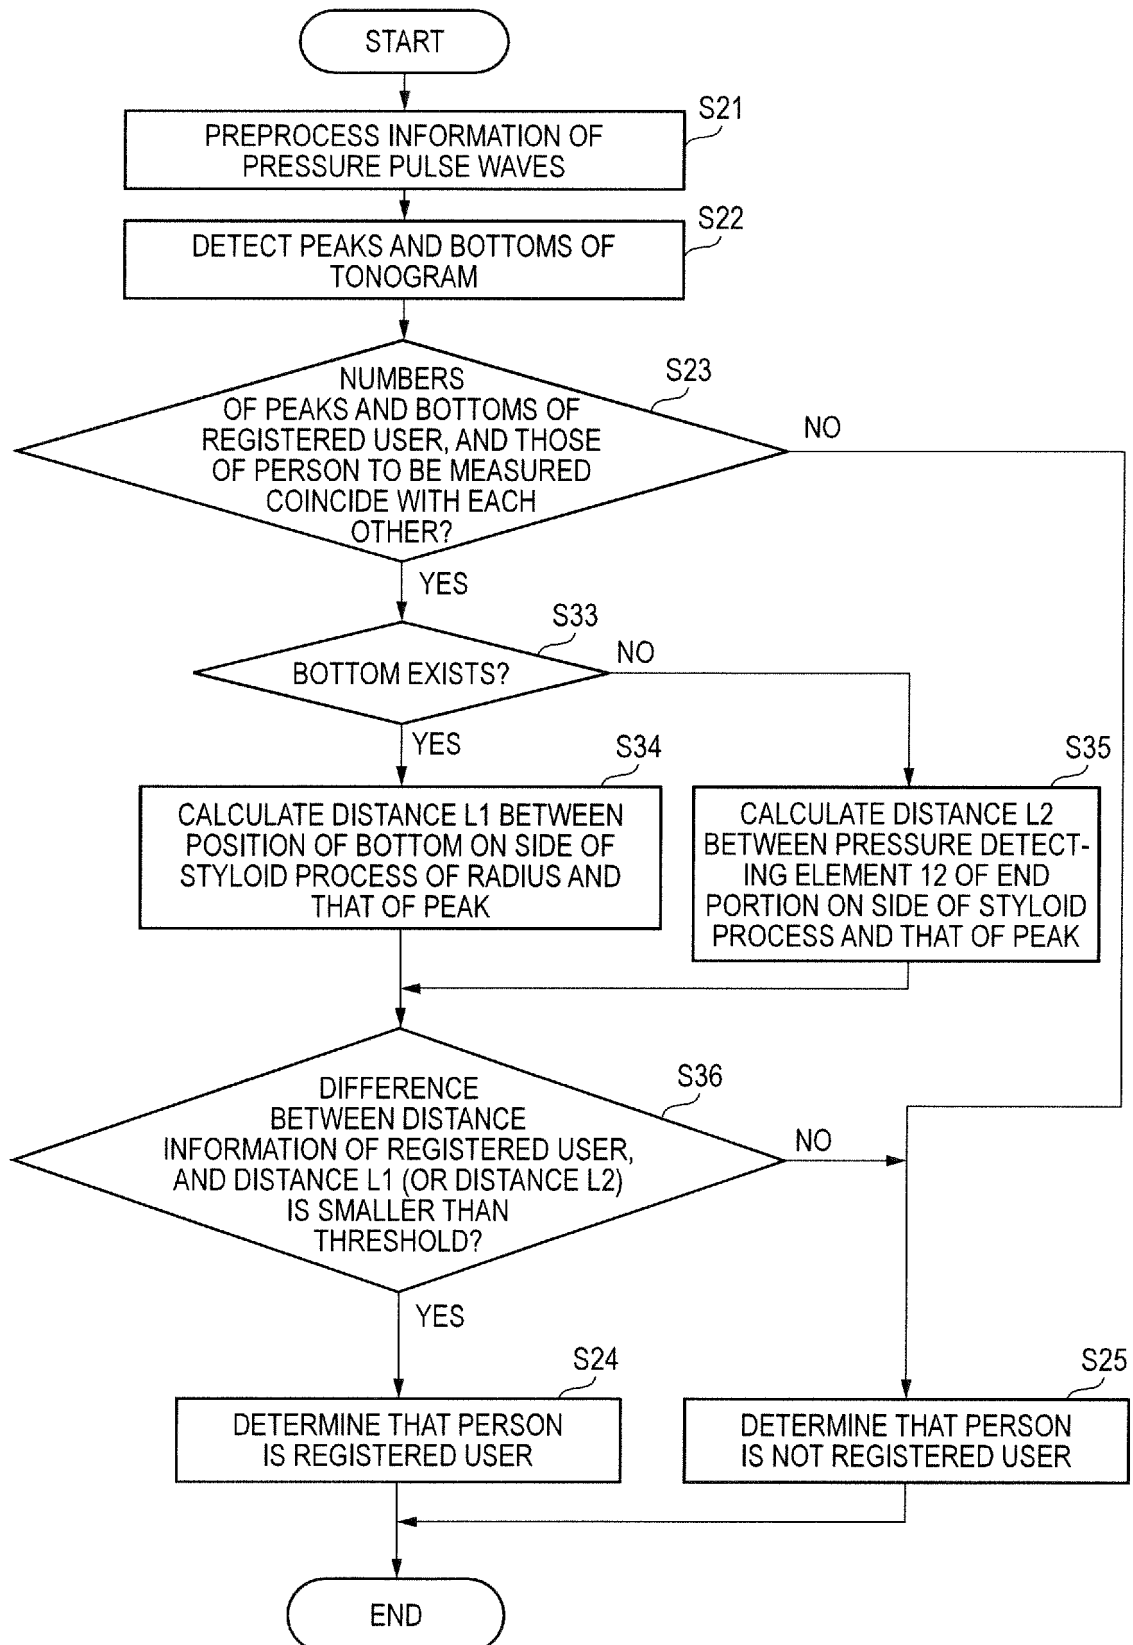 START
S21
PREPROCESS INFORMATION OF
PRESSURE PULSE WAVES
S22
DETECT PEAKS AND BOTTOMS OF
TONOGRAM
S23
NUMBERS
OF PEAKS AND BOTTOMS OF
REGISTERED USER, AND THOSE
OF PERSON TO BE MEASURED
COINCIDE WITH EACH
OTHER?
NO
YES
S33
BOTTOM EXISTS?
NO
YES
S34
CALCULATE DISTANCE L1 BETWEEN
POSITION OF BOTTOM ON SIDE OF
STYLOID PROCESS OF RADIUS AND
THAT OF PEAK
S35
CALCULATE DISTANCE L2
BETWEEN PRESSURE DETECT-
ING ELEMENT 12 OF END
PORTION ON SIDE OF STYLOID
PROCESS AND THAT OF PEAK
S36
DIFFERENCE
BETWEEN DISTANCE
INFORMATION OF REGISTERED USER,
AND DISTANCE L1 (OR DISTANCE L2)
IS SMALLER THAN
THRESHOLD?
NO
YES
S24
DETERMINE THAT PERSON
IS REGISTERED USER
S25
DETERMINE THAT PERSON
IS NOT REGISTERED USER
END